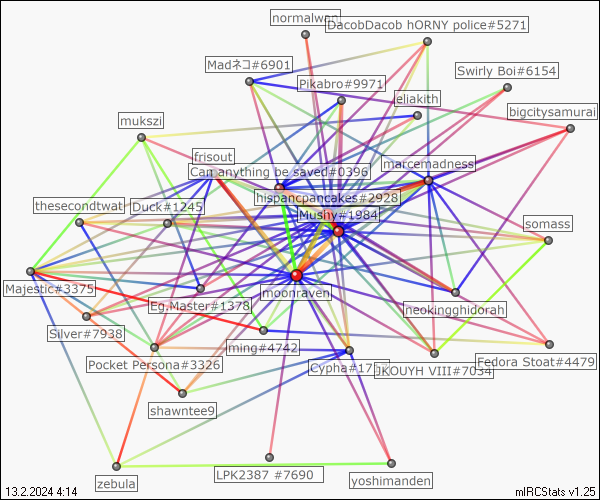 normalwan
DacobDacob hORNY police#5271
Madネコ#6901
Swirly Boi#6154
Pikabro#9971
eliakith
bigcitysamurai
mukszi
frisout
marcemadness
Can anything be saved#0396
hispancpancakes#2928
thesecondtwat
Duck#1245
Mushy#1984
somass
Majestic#3375
moonraven
Eg.Master#1378
neokingghidorah
Silver#7938
ming#4742
Pocket Persona#3326
Cypha#17
JKOUYH VIII#7034
Fedora Stoat#4479
shawntee9
zebula
LPK2387 #7690
yoshimanden
13.2.2024 4:14
mIRCStats v1.25